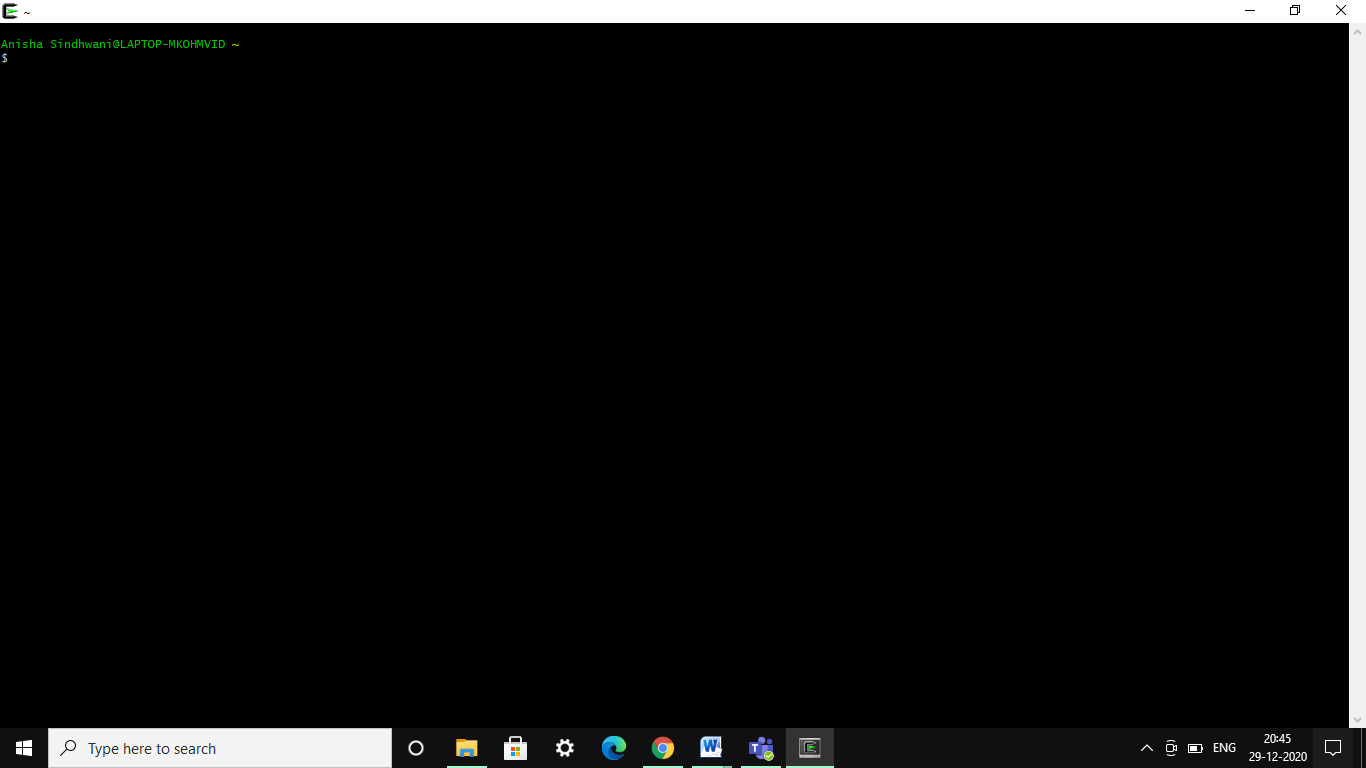 ~
Anisha Sindhwani@LAPTOP-MKOHMVID ~
$
Type here to search
ENG
20:45
29-12-2020